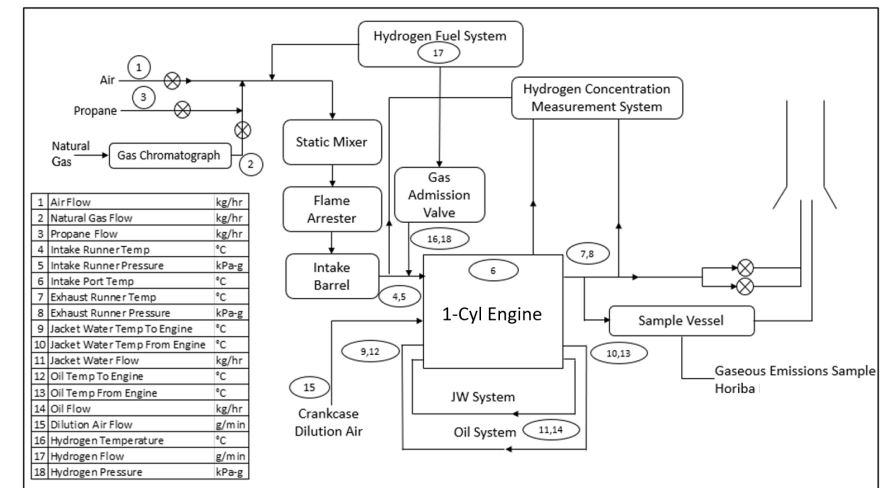 Hydrogen Fuel System
17
1
Air
3
Propane
Hydrogen Concentration
Measurement System
Natural
Gas
Gas Chromatograph
2
Static Mixer
Gas
Admission
Valve
Flame
Arrester
16,18
7,8
Intake
Barrel
6
4,5
1-Cyl Engine
Sample Vessel
9,12
10,13
Gaseous Emissions Sample
Horiba
15
JW System
Crankcase
Dilution Air
Oil System
11,14
1 Air Flow kg/hr
2 Natural Gas Flow kg/hr
3 Propane Flow kg/hr
4 Intake Runner Temp °C
5 Intake Runner Pressure kPa-g
6 Intake Port Temp °C
7 Exhaust Runner Temp °C
8 Exhaust Runner Pressure kPa-g
9 Jacket Water Temp To Engine °C
10 Jacket Water Temp From Engine °C
11 Jacket Water Flow kg/hr
12 Oil Temp To Engine °C
13 Oil Temp From Engine °C
14 Oil Flow kg/hr
15 Dilution Air Flow g/min
16 Hydrogen Temperature °C
17 Hydrogen Flow g/min
18 Hydrogen Pressure kPa-g